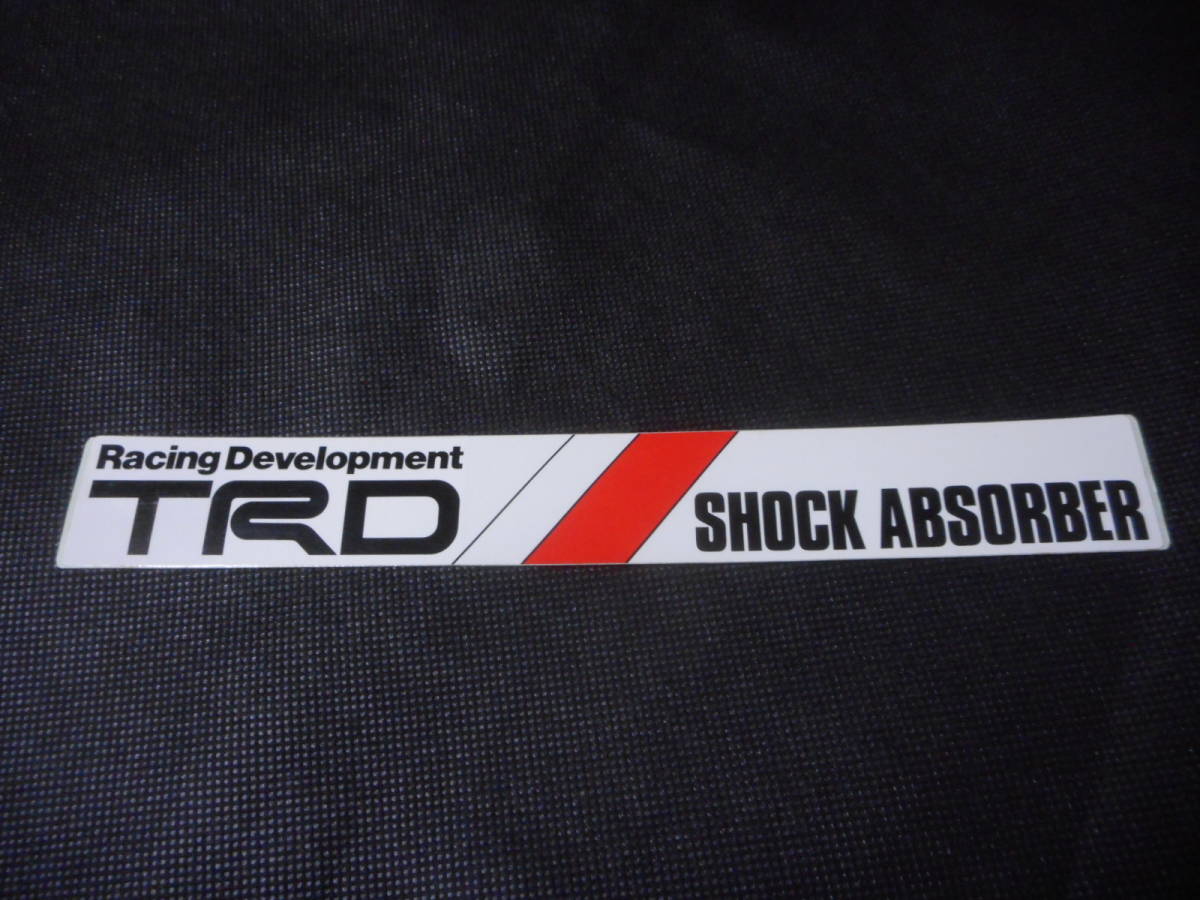 Racing Development
TRD
SHOCK ABSORBER